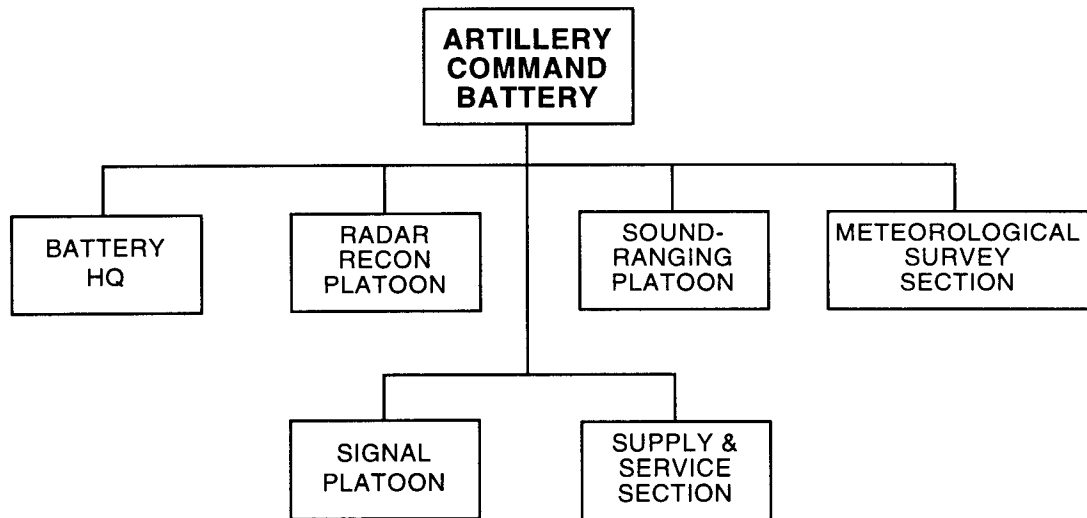 ARTILLERY
COMMAND
BATTERY
BATTERY
HQ
RADAR
RECON
PLATOON
SOUND-
RANGING
PLATOON
METEOROLOGICAL
SURVEY
SECTION
SIGNAL
PLATOON
SUPPLY &
SERVICE
SECTION